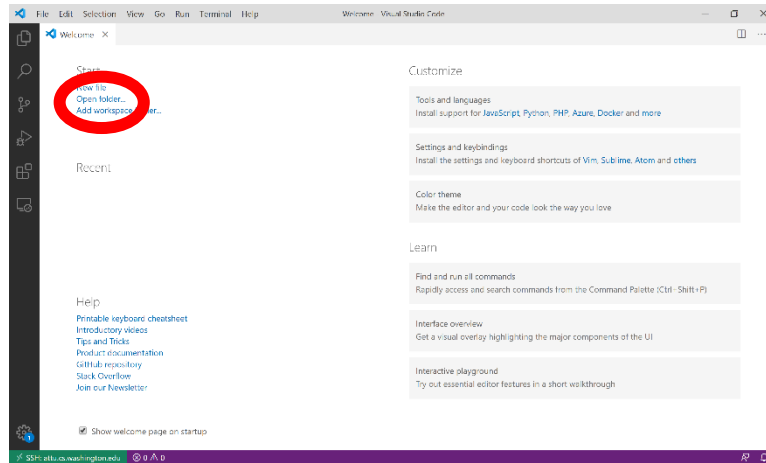 File Edit Selection View Go Run Terminal Help
Welcome Visual Studio Code
Welcome
Start
New file
Open folder...
Add workspace
Recent
Help
Printable keyboard cheatsheet
Introductory videos
Tips and Tricks
Product documentation
GitHub repository
Stack Overflow
Join our Newsletter
Show welcome page on startup
Customize
Tools and languages
Install support for JavaScript, Python, PHP, Azure, Docker and more
Settings and keybindings
Install the settings and keyboard shortcuts of Vim, Sublime, Atom and others
Color theme
Make the editor and your code look the way you love
Learn
Find and run all commands
Rapidly access and search commands from the Command Palette (Ctrl+Shift+P)
Interface overview
Get a visual overlay highlighting the major components of the UI
Interactive playground
Try out essential editor features in a short walkthrough
1
SSH: attu.cs.washington.edu 0 0